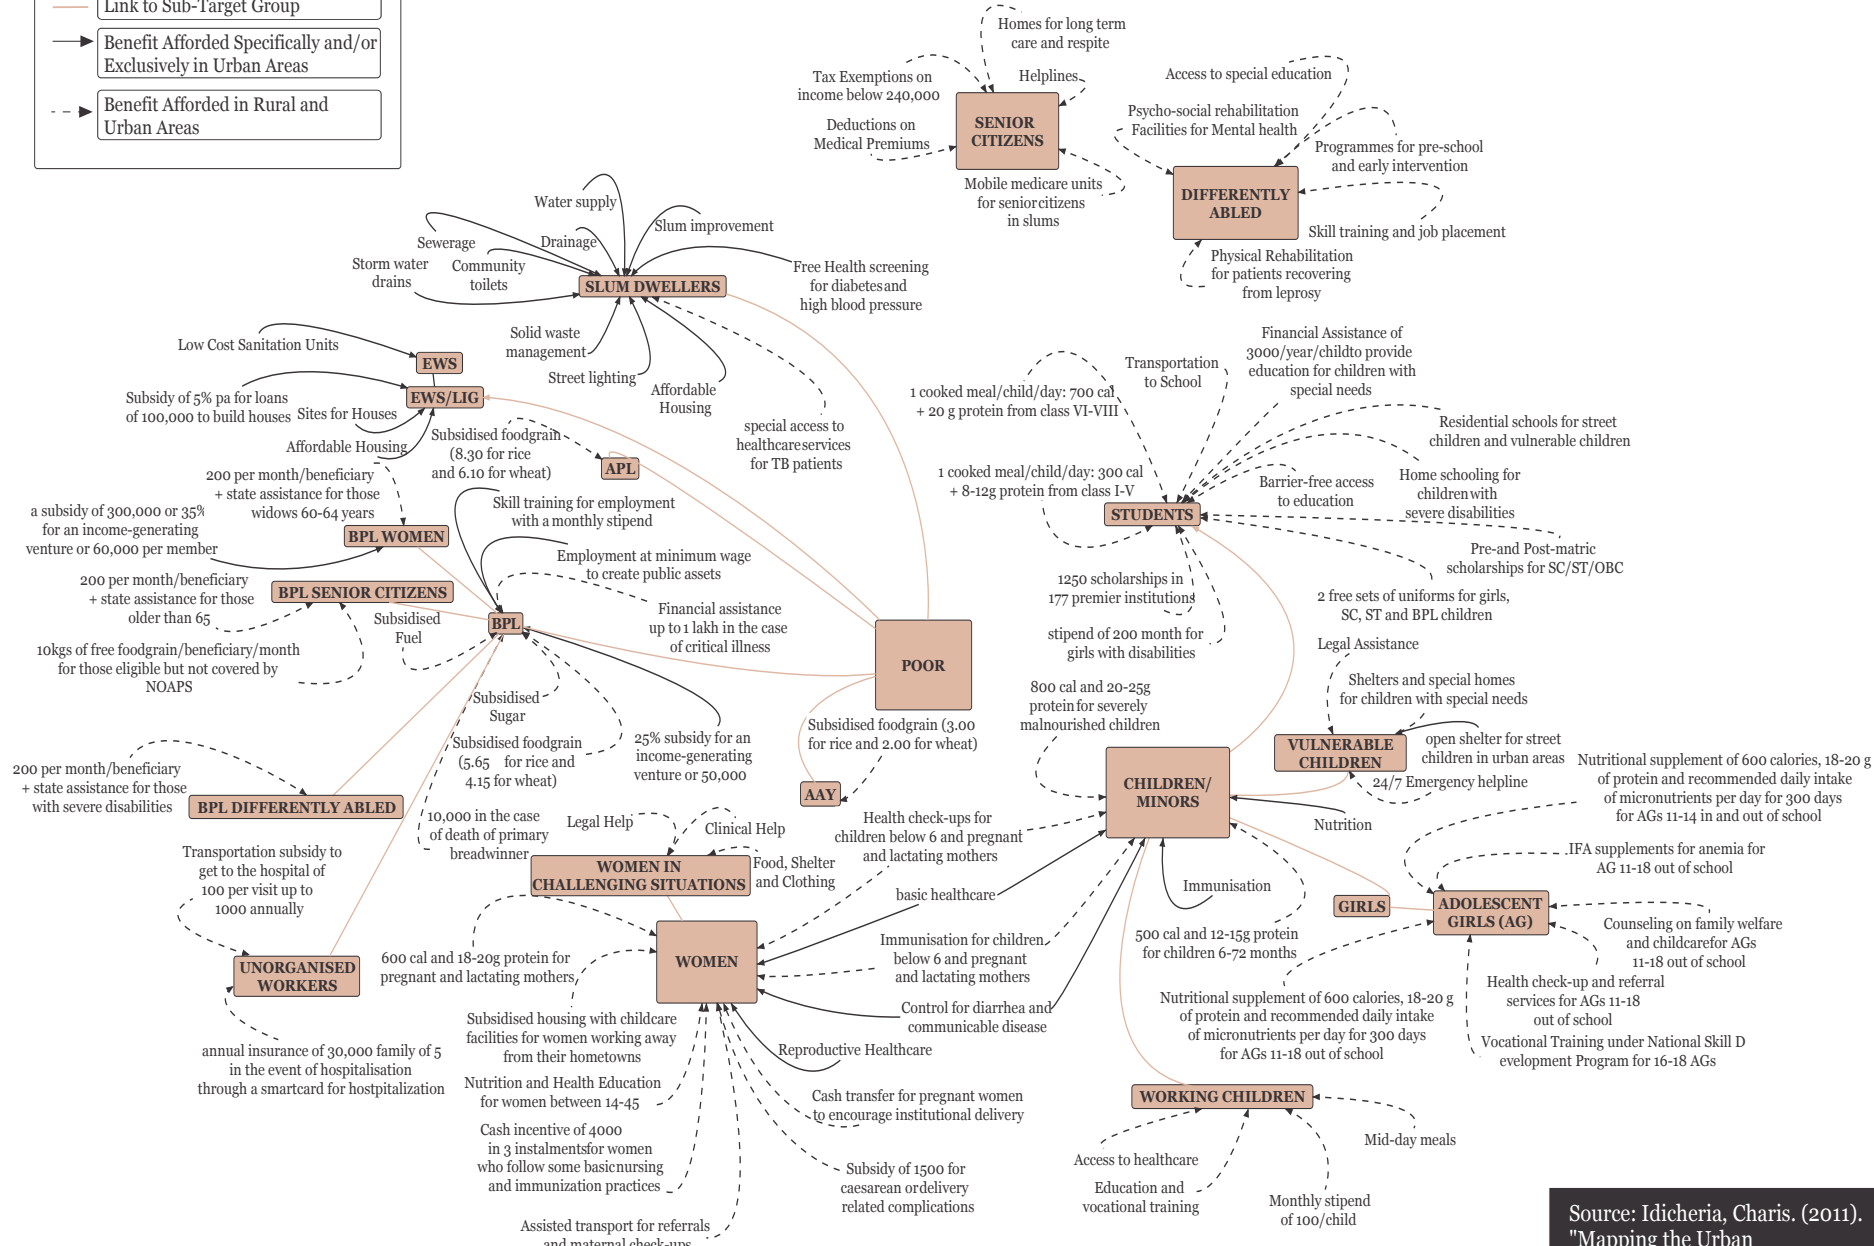 Link to Sub-Target Group
Benefit Afforded Specifically and/or
Exclusively in Urban Areas
Benefit Afforded in Rural and
Urban Areas
Homes for long term
care and respite
Tax Exemptions on
income below 240,000
Helplines
Deductions on
Medical Premiums
SENIOR
CITIZENS
Mobile medicare units
for seniorcitizens
in slums
Access to special education
Psycho-social rehabilitation
Facilities for Mental health
Programmes for pre-school
and early intervention
DIFFERENTLY
ABLED
Skill training and job placement
Physical Rehabilitation
for patients recovering
from leprosy
Water supply
Slum improvement
Sewerage
Drainage
Storm water
drains
Community
toilets
Free Health screening
for diabetesand
high blood pressure
SLUM DWELLERS
Solid waste
management
Street lighting
Affordable
Housing
special access to
healthcareservices
for TB patients
Low Cost Sanitation Units
EWS
EWS/LIG
Subsidy of 5% pa for loans
of 100,000 to build houses
Sites for Houses
Affordable Housing
Subsidised foodgrain
(8.30 for rice
and 6.10 for wheat)
APL
200 per month/beneficiary
+ state assistance for those
widows 60-64 years
a subsidy of 300,000 or 35%
for an income-generating
venture or 60,000 per member
BPL WOMEN
Skill training for employment
with a monthly stipend
Employment at minimum wage
to create public assets
200 per month/beneficiary
+ state assistance for those
older than 65
BPL SENIOR CITIZENS
Subsidised
Fuel
BPL
Financial assistance
up to 1 lakh in the case
of critical illness
10kgs of free foodgrain/beneficiary/month
for those eligible but not covered by
NOAPS
Subsidised
Sugar
Subsidised foodgrain
(5.65 for rice and
4.15 for wheat)
25% subsidy for an
income-generating
venture or 50,000
POOR
Subsidised foodgrain (3.00
for rice and 2.00 for wheat)
AAY
200 per month/beneficiary
+ state assistance for those
with severe disabilities
BPL DIFFERENTLY ABLED
10,000 in the case
of death of primary
breadwinner
Transportation subsidy to
get to the hospital of
100 per visit up to
1000 annually
UNORGANISED
WORKERS
annual insurance of 30,000 family of 5
in the event of hospitalisation
through a smartcard for hostpitalization
Legal Help
Clinical Help
WOMEN IN
CHALLENGING SITUATIONS
Food, Shelter
and Clothing
Health check-ups for
children below 6 and pregnant
and lactating mothers
basic healthcare
WOMEN
600 cal and 18-20g protein for
pregnant and lactating mothers
Immunisation for children
below 6 and pregnant
and lactating mothers
Control for diarrhea and
communicable disease
Subsidised housing with childcare
facilities for women working away
from their hometowns
Reproductive Healthcare
Nutrition and Health Education
for women between 14-45
Cash transfer for pregnant women
to encourage institutional delivery
Cash incentive of 4000
in 3 instalmentsfor women
who follow some basicnursing
and immunization practices
Subsidy of 1500 for
caesarean ordelivery
related complications
Assisted transport for referrals
and maternal check-ups
Financial Assistance of
3000/year/childto provide
education for children with
special needs
Transportation
to School
1 cooked meal/child/day: 700 cal
+ 20 g protein from class VI-VIII
Residential schools for street
children and vulnerable children
1 cooked meal/child/day: 300 cal
+ 8-12g protein from class I-V
Barrier-free access
to education
Home schooling for
childrenwith
severe disabilities
STUDENTS
Pre-and Post-matric
scholarships for SC/ST/OBC
1250 scholarships in
177 premier institutions
2 free sets of uniforms for girls,
SC, ST and BPL children
stipend of 200 month for
girls with disabilities
Legal Assistance
Shelters and special homes
for children with special needs
800 cal and 20-25g
proteinfor severely
malnourished children
VULNERABLE
CHILDREN
open shelter for street
children in urban areas
24/7 Emergency helpline
CHILDREN/
MINORS
Nutrition
Immunisation
500 cal and 12-15g protein
for children 6-72 months
Nutritional supplement of 600 calories, 18-20 g
of protein and recommended daily intake
of micronutrients per day for 300 days
for AGs 11-14 in and out of school
IFA supplements for anemia for
AG 11-18 out of school
GIRLS
ADOLESCENT
GIRLS (AG)
Counseling on family welfare
and childcarefor AGs
11-18 out of school
Health check-up and referral
services for AGs 11-18
out of school
Nutritional supplement of 600 calories, 18-20 g
of protein and recommended daily intake
of micronutrients per day for 300 days
for AGs 11-18 out of school
Vocational Training under National Skill D
evelopment Program for 16-18 AGs
WORKING CHILDREN
Mid-day meals
Access to healthcare
Education and
vocational training
Monthly stipend
of 100/child
Source: Idicheria, Charis. (2011).
"Mapping the Urban